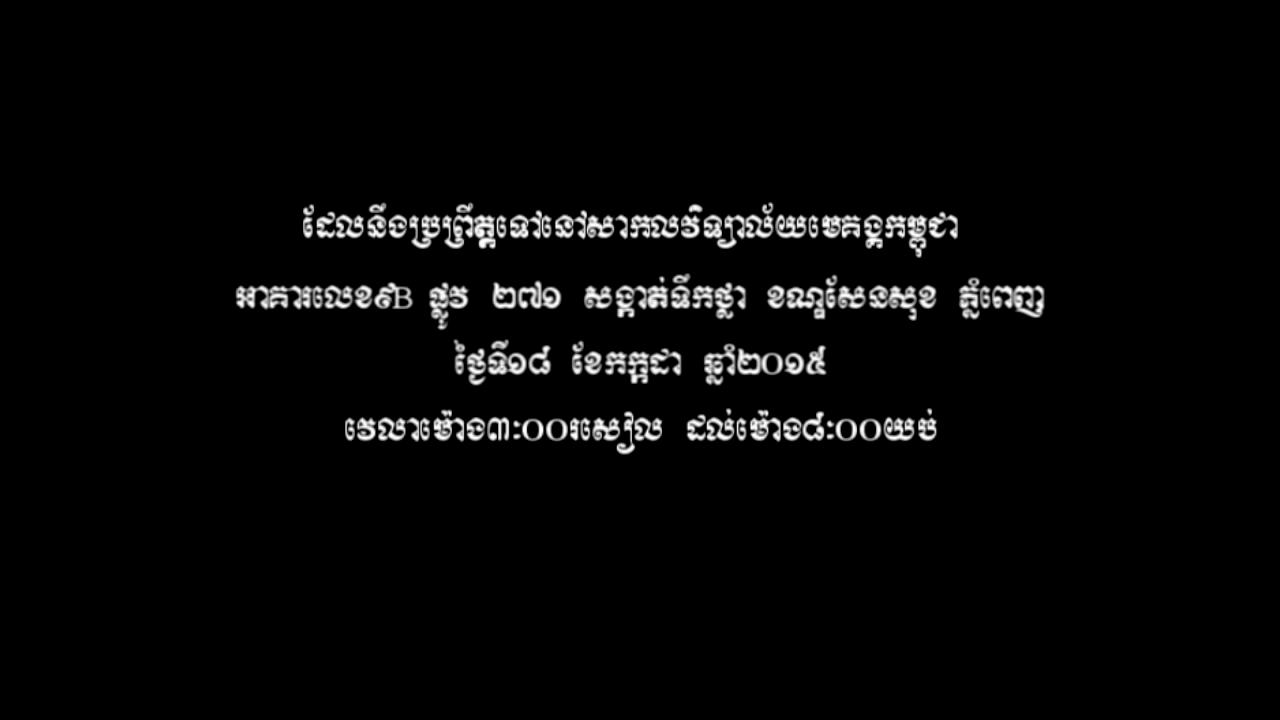 ដែលនឹងប្រព្រឹត្តទៅនៅសាកលវិទ្យាល័យមេគង្គកម្ពុជា
អាគារលេខ៩B ផ្លូវ ២៧១ សង្កាត់ទឹកថ្លា ខណ្ឌសែនសុខ ភ្នំពេញ
ថ្ងៃទី១៨ ខែកក្កដា ឆ្នាំ២០១៥
វេលាម៉ោង៣:០០រសៀល ដល់ម៉ោង៨:០០យប់